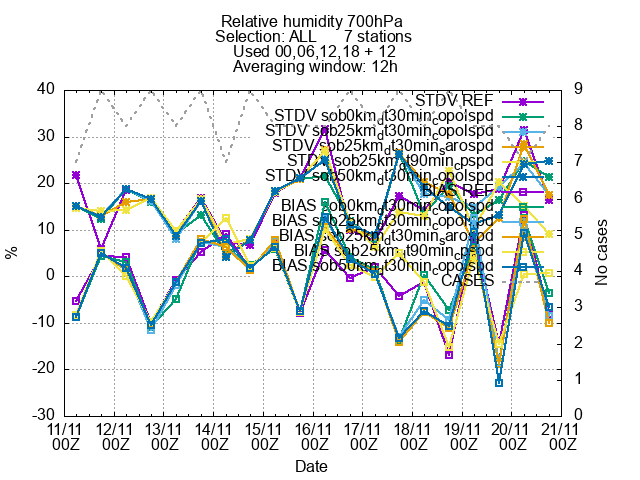 Relative humidity 700hPa
Selection: ALL 7 stations
Used 00,06,12,18 + 12
Averaging window: 12h
STDV REF
STDV sob0km_dt30min_copolspd
STDV sob25km_dt30min_copolspd
STDV sob25km_dt30min_sarospd
STDV sob25km_dt90min_cpspd
STDV sob50km_dt30min_copolspd
BIAS REF
BIAS sob0km_dt30min_copolspd
BIAS sob25km_dt30min_copolspd
BIAS sob25km_dt30min_sarospd
BIAS sob50km_dt30min_copolspd
CASES
%
40
30
20
10
0
-10
-20
-30
No cases
9
8
7
6
5
4
3
2
1
0
11/11 12/11 13/11 14/11 15/11 16/11 17/11 18/11 19/11 20/11 21/11
00Z 00Z 00Z 00Z 00Z 00Z 00Z 00Z 00Z 00Z 00Z
Date